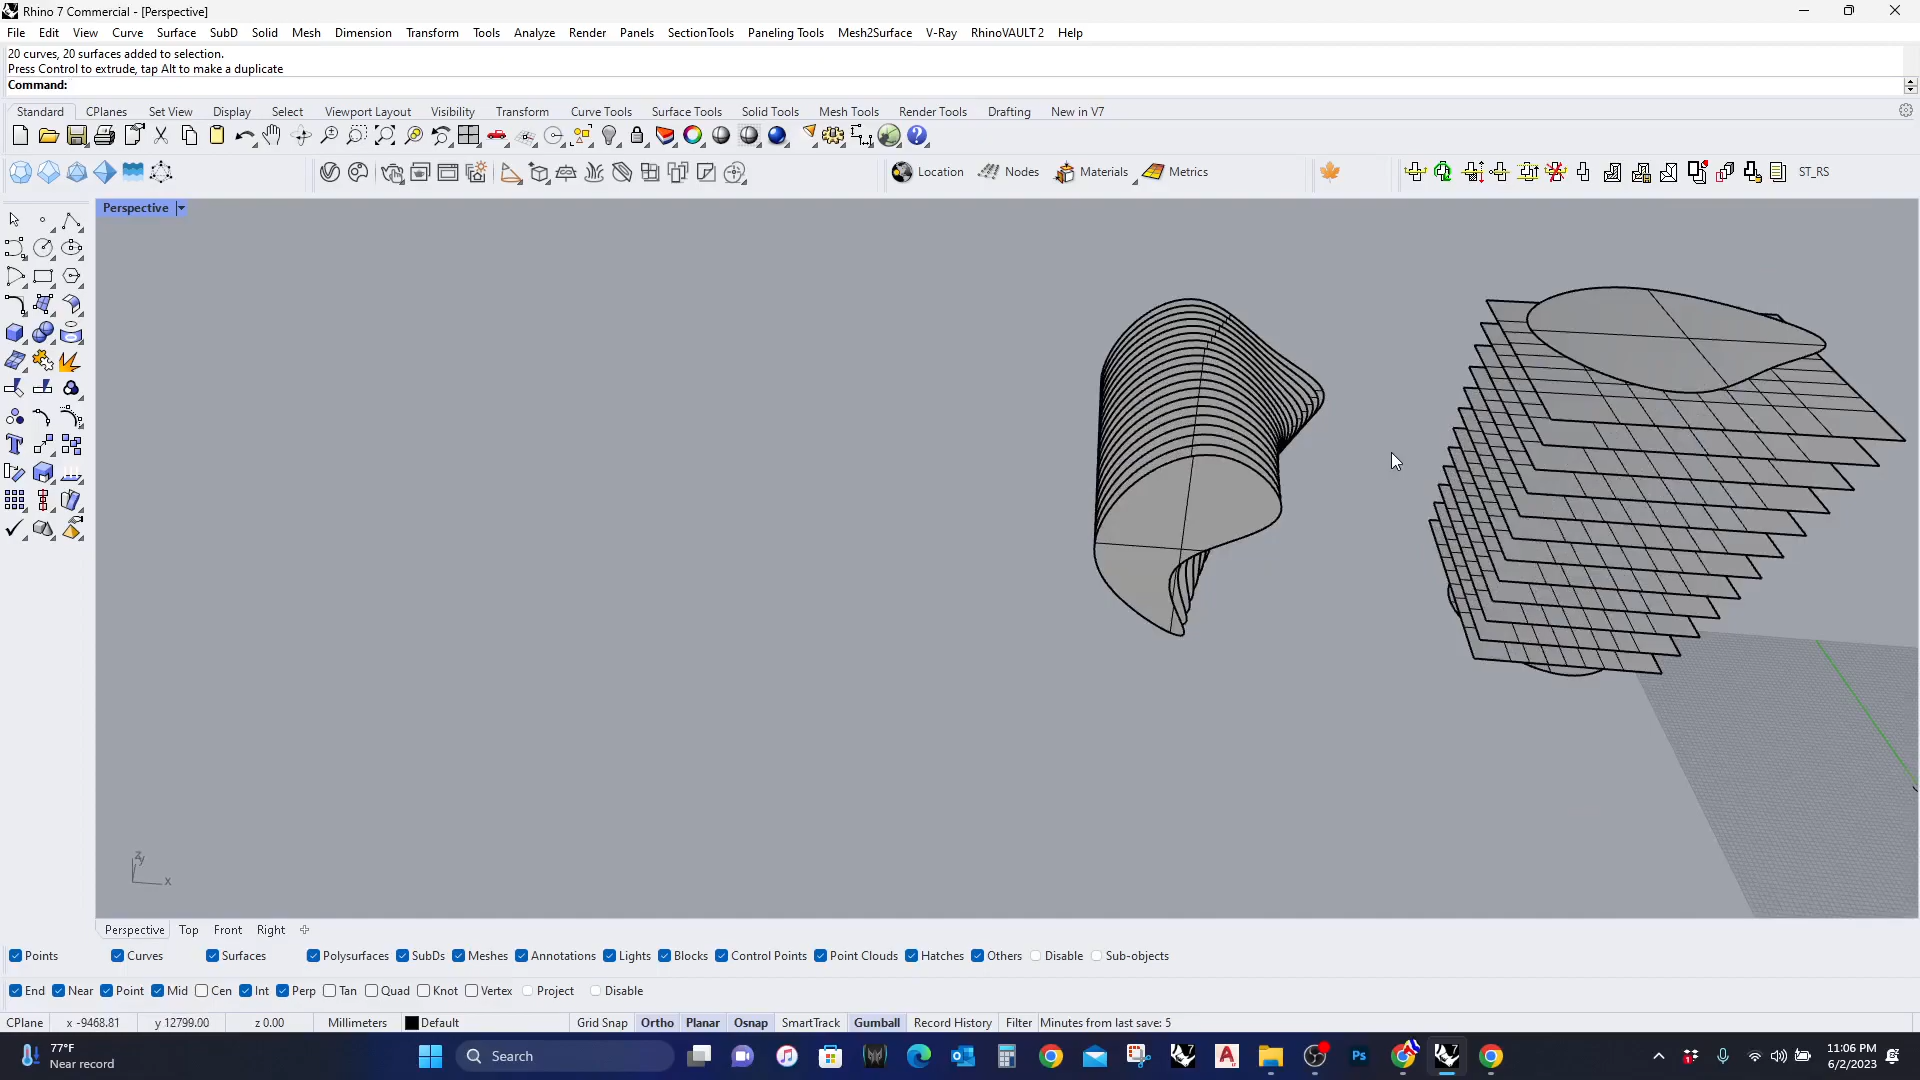 Rhino 7 Commercial - [Perspective]
File Edit View Curve Surface SubD Solid Mesh Dimension Transform Tools Analyze Render Panels SectionTools Paneling Tools Mesh2Surface V-Ray RhinoVAULT 2 Help
20 curves, 20 surfaces added to selection.
Press Control to extrude, tap Alt to make a duplicate
Command:
Standard CPlanes Set View Display Select Viewport Layout Visibility Transform Curve Tools Surface Tools Solid Tools Mesh Tools Render Tools Drafting New in V7
Location Nodes Materials Metrics ST_RS
Perspective
z y x
Perspective Top Front Right
Points Curves Surfaces Polysurfaces SubDs Meshes Annotations Lights Blocks Control Points Point Clouds Hatches Others Disable Sub-objects
End Near Point Mid Cen Int Perp Tan Quad Knot Vertex Project Disable
CPlane x -9468.81 y 12799.00 z 0.00 Millimeters Default Grid Snap Ortho Planar Osnap SmartTrack Gumball Record History Filter Minutes from last save: 5
77°F Search Ps 11:06 PM
Near record 6/2/2023